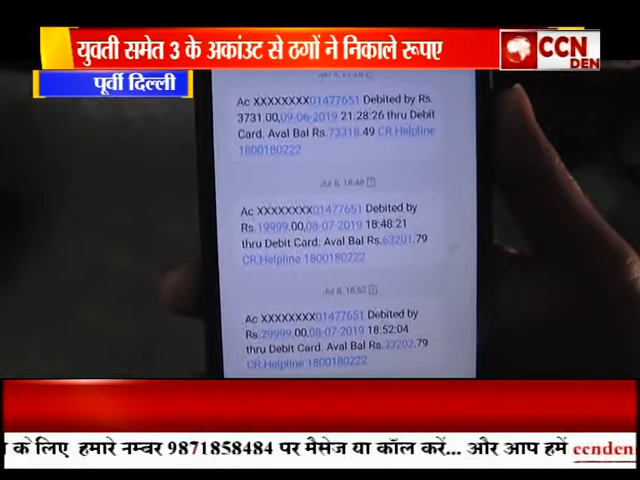 युवती समेत 3 के अकांउट से ठगों ने निकाले रूपए
CCN
DEN
पूर्वी दिल्ली
Ac XXXXXXXX01477651 Debited by Rs.
3731.00,09-06-2019 21:28:26 thru Debit
Card. Aval Bal Rs.73318.49 CR.Helpline
1800180222
Jul 8, 18:48
Ac XXXXXXXX01477651 Debited by
Rs.19999.00,08-07-2019 18:48:21
thru Debit Card. Aval Bal Rs.63201.79
CR.Helpline 1800180222
Jul 8, 18:52
Ac XXXXXXXX01477651 Debited by
Rs.29999.00,08-07-2019 18:52:04
thru Debit Card. Aval Bal Rs.33202.79
CR.Helpline 1800180222
के लिए हमारे नम्बर 9871858484 पर मैसेज या कॉल करें... और आप हमें ccnden